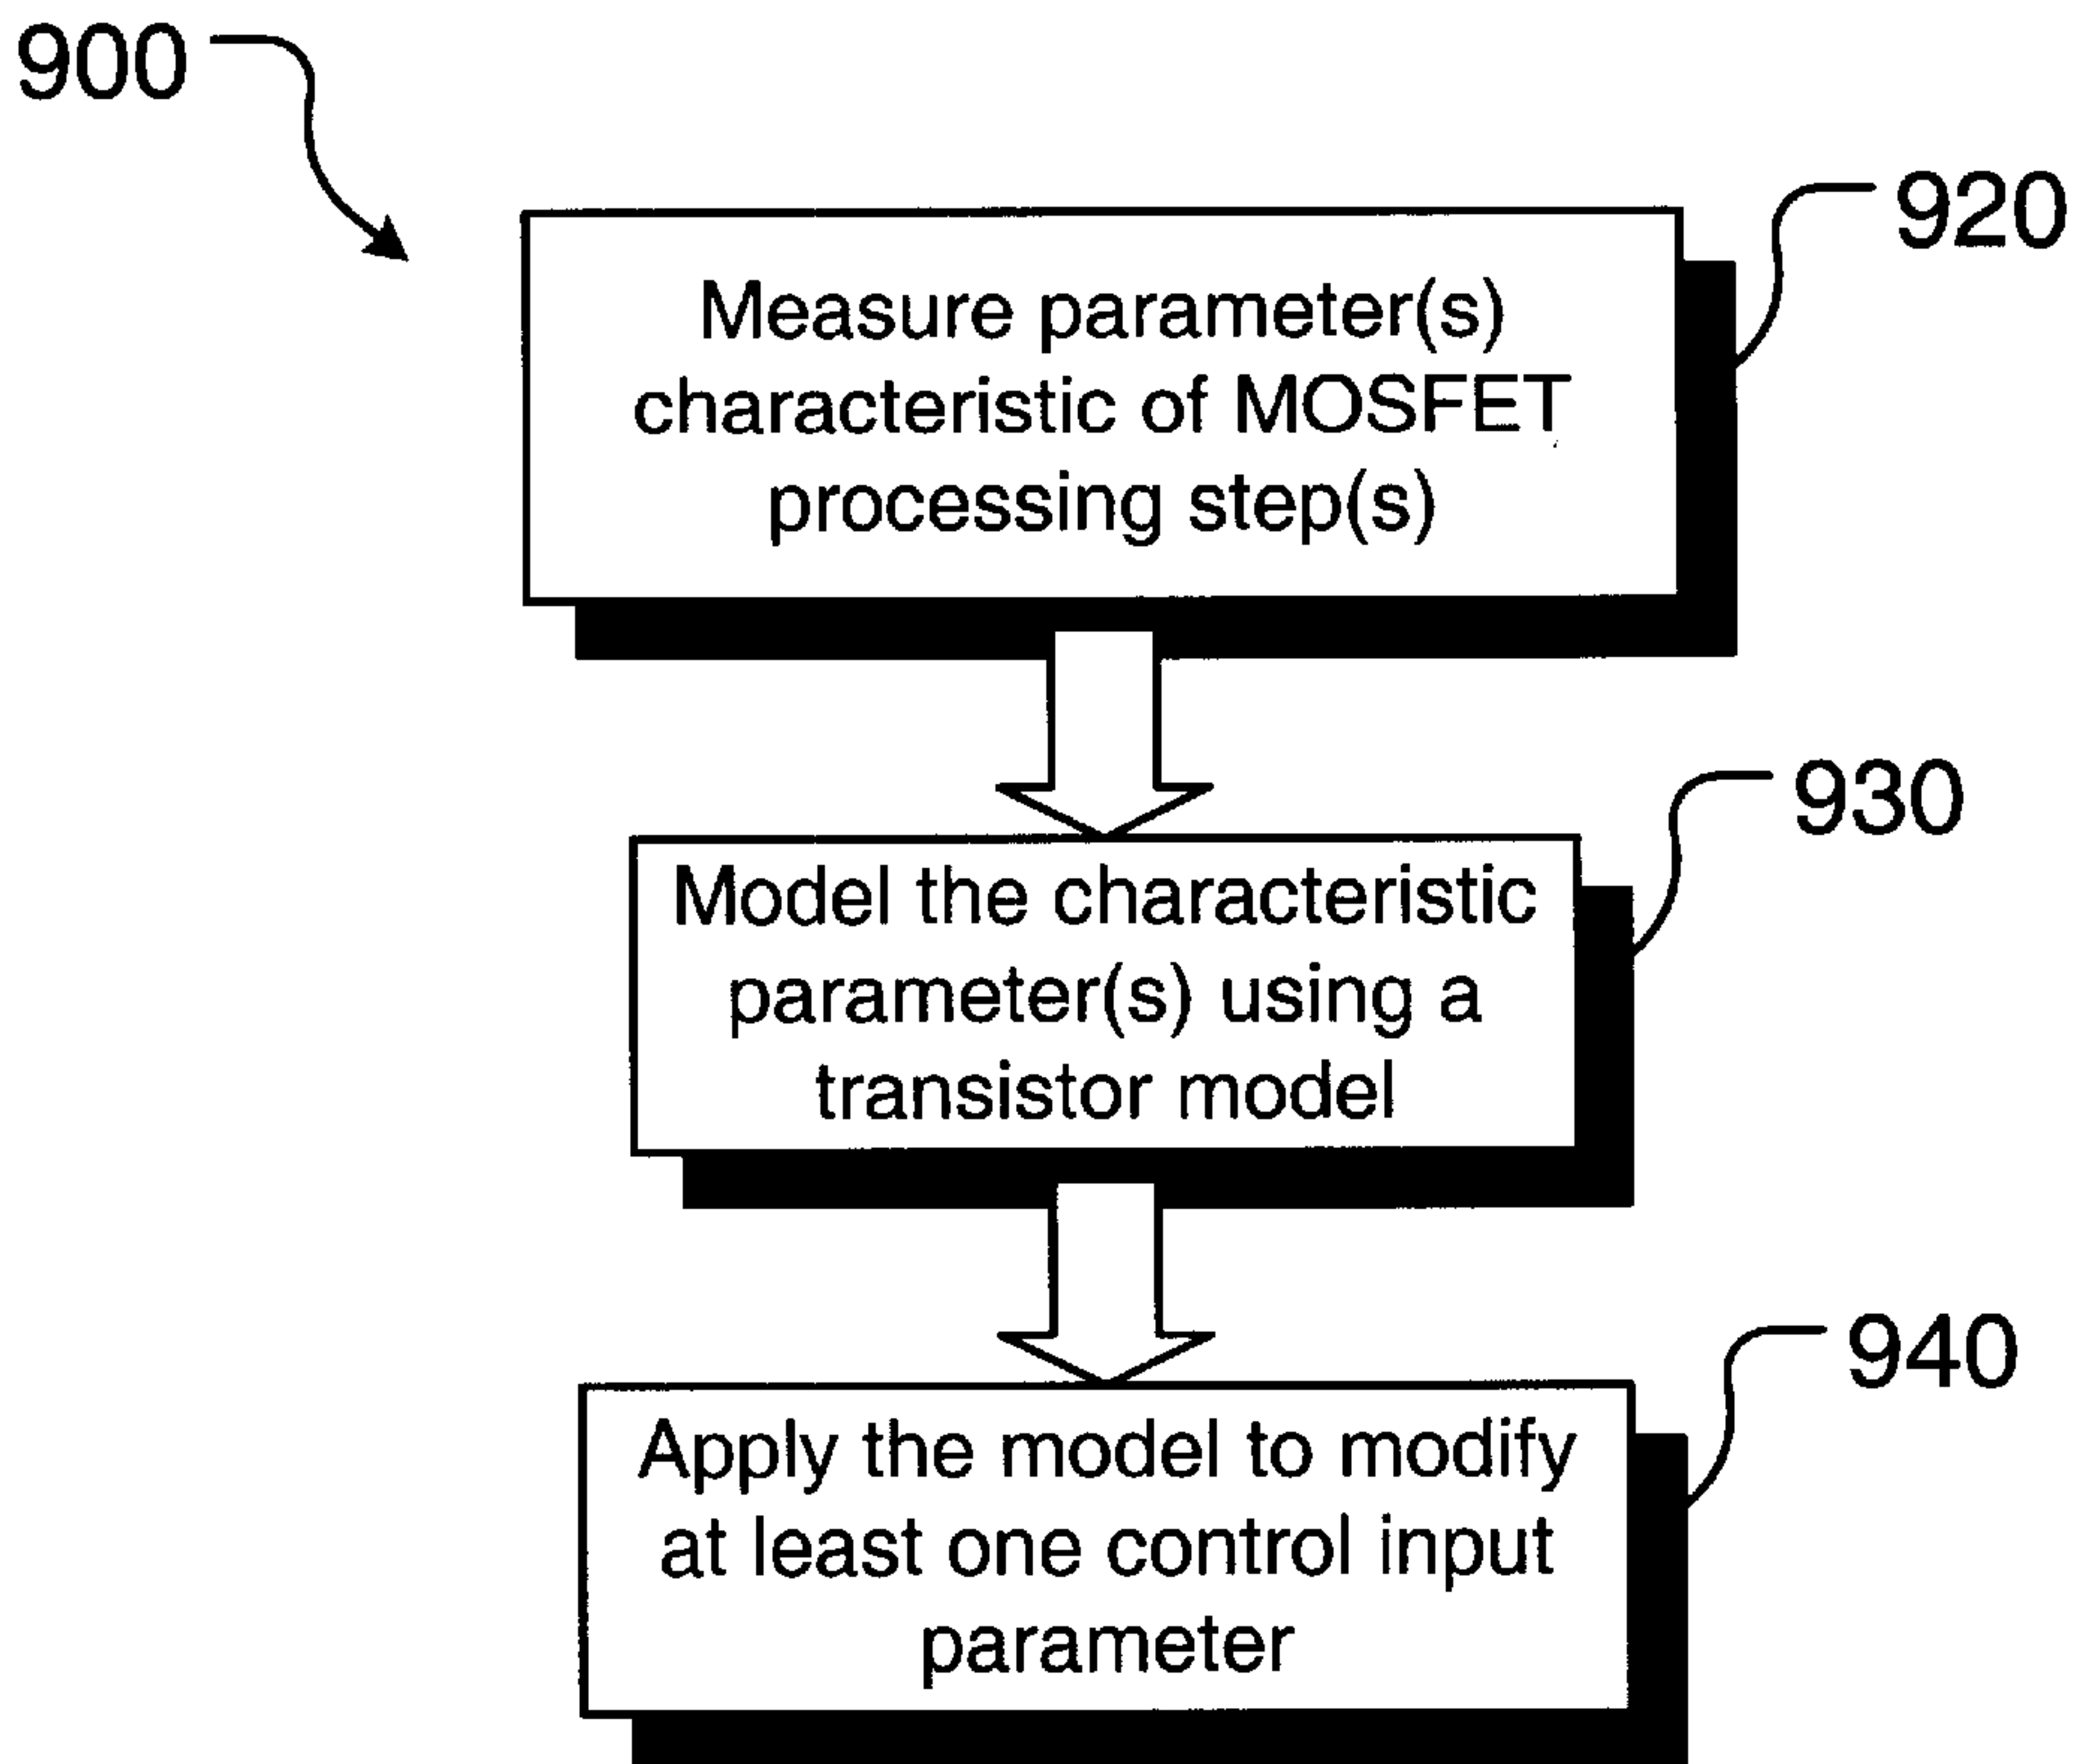 900
920
Measure parameter(s)
characteristic of MOSFET
processing step(s)
930
Model the characteristic
parameter(s) using a
transistor model
940
Apply the model to modify
at least one control input
parameter